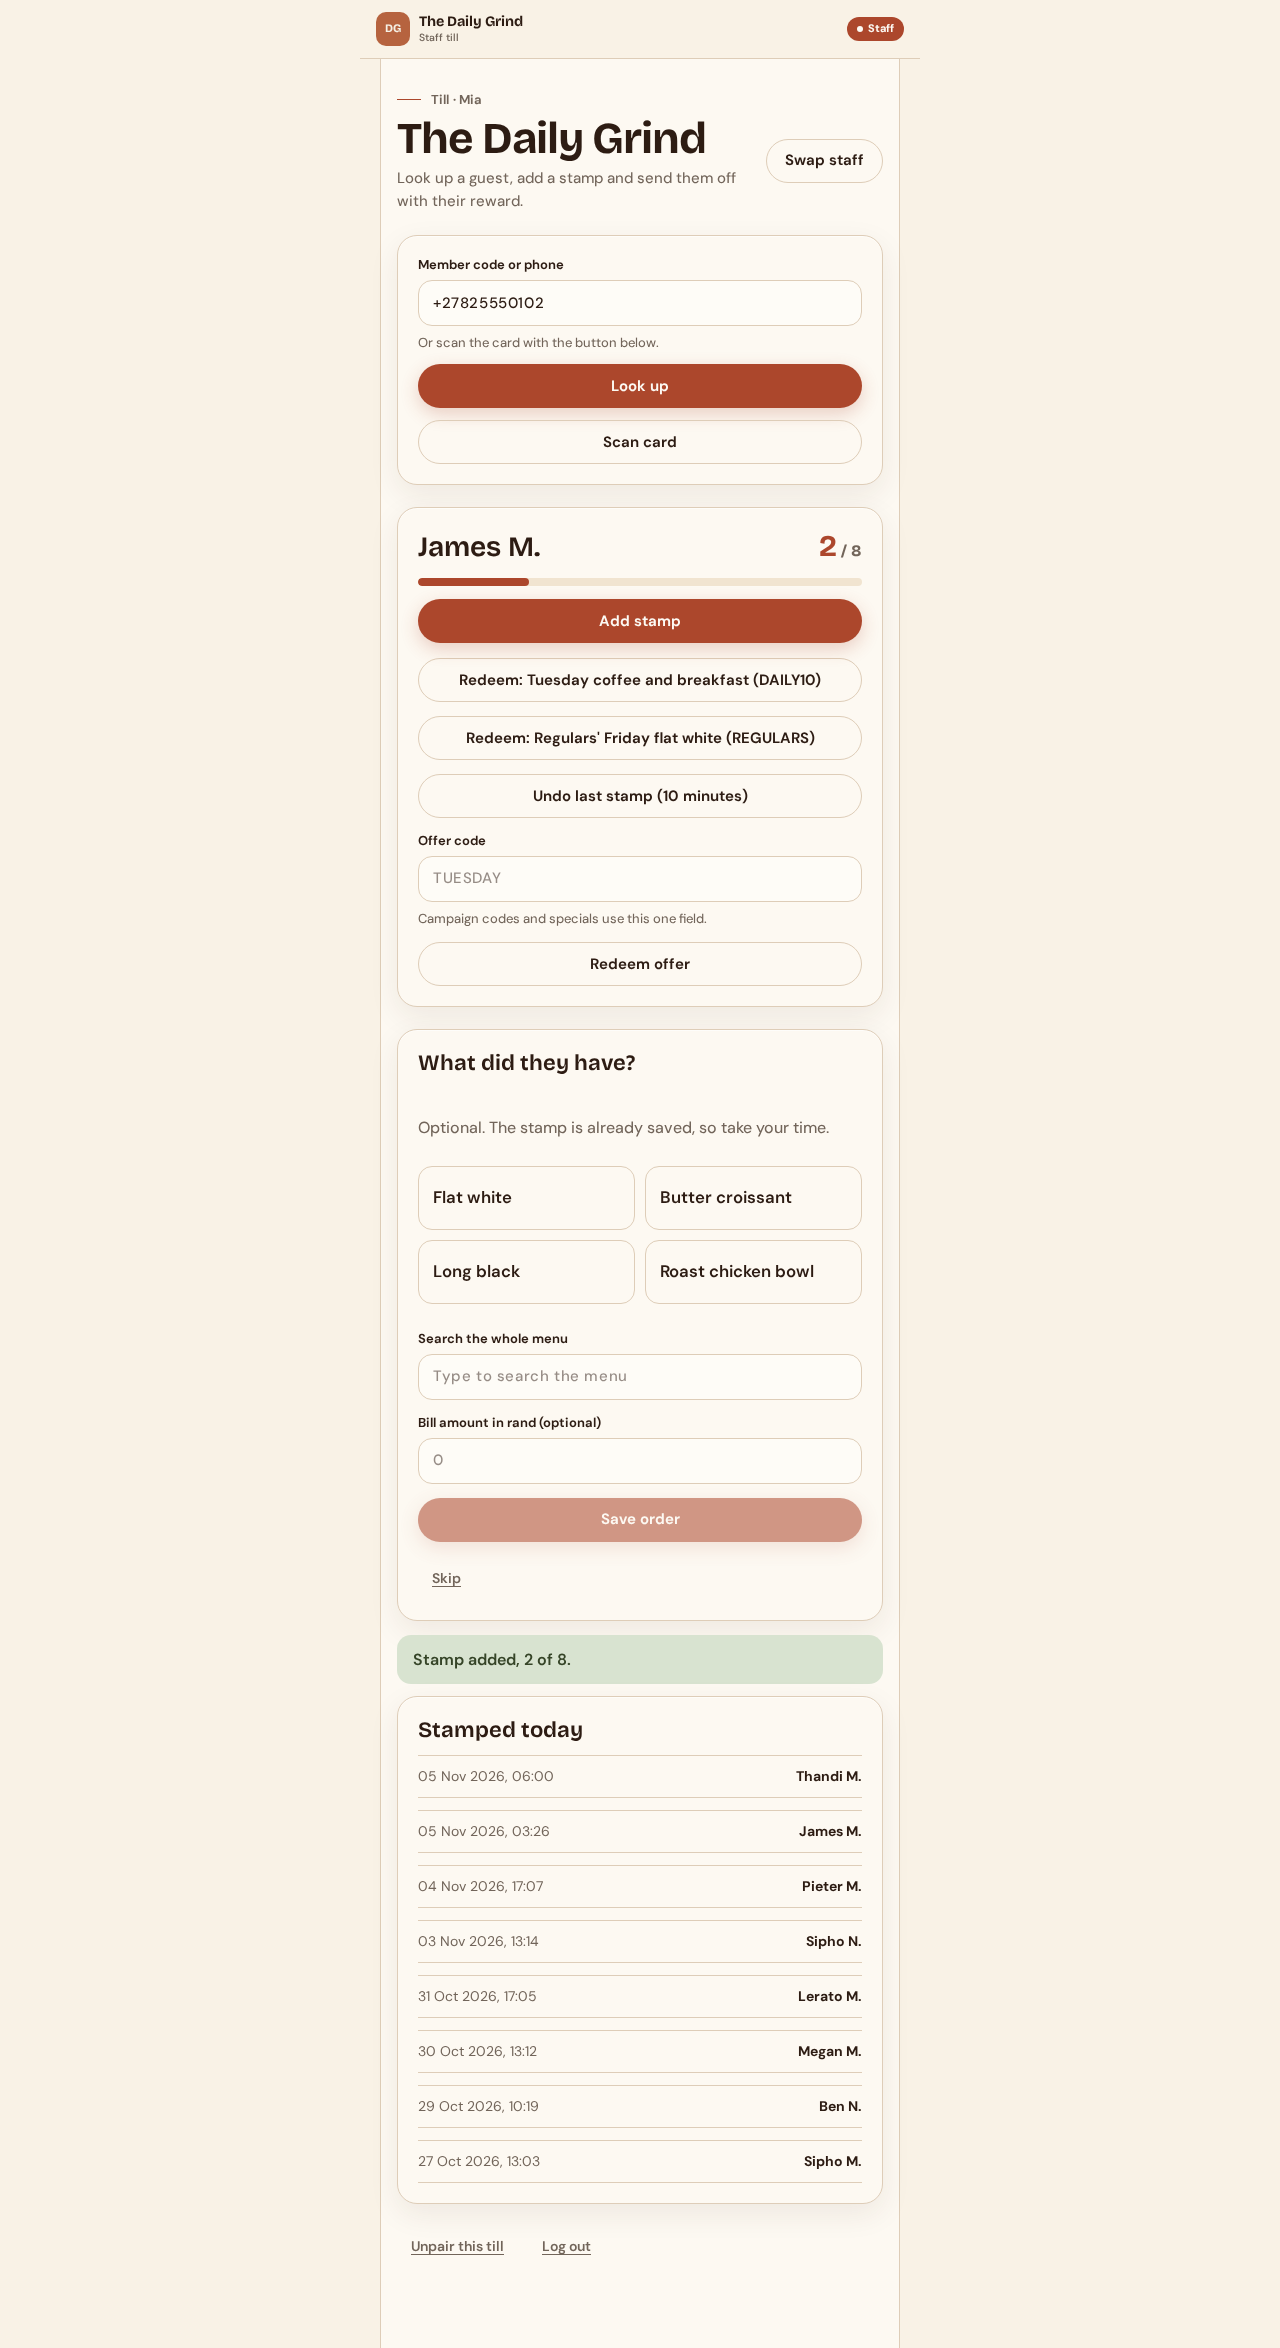 DG
The Daily Grind
Staff till
Staff
Till · Mia
The Daily Grind
Look up a guest, add a stamp and send them off
with their reward.
Swap staff
Member code or phone
+27825550102
Or scan the card with the button below.
Look up
Scan card
James M.
2 / 8
Add stamp
Redeem: Tuesday coffee and breakfast (DAILY10)
Redeem: Regulars' Friday flat white (REGULARS)
Undo last stamp (10 minutes)
Offer code
TUESDAY
Campaign codes and specials use this one field.
Redeem offer
What did they have?
Optional. The stamp is already saved, so take your time.
Flat white
Butter croissant
Long black
Roast chicken bowl
Search the whole menu
Type to search the menu
Bill amount in rand (optional)
0
Save order
Skip
Stamp added, 2 of 8.
Stamped today
05 Nov 2026, 06:00 Thandi M.
05 Nov 2026, 03:26 James M.
04 Nov 2026, 17:07 Pieter M.
03 Nov 2026, 13:14 Sipho N.
31 Oct 2026, 17:05 Lerato M.
30 Oct 2026, 13:12 Megan M.
29 Oct 2026, 10:19 Ben N.
27 Oct 2026, 13:03 Sipho M.
Unpair this till
Log out